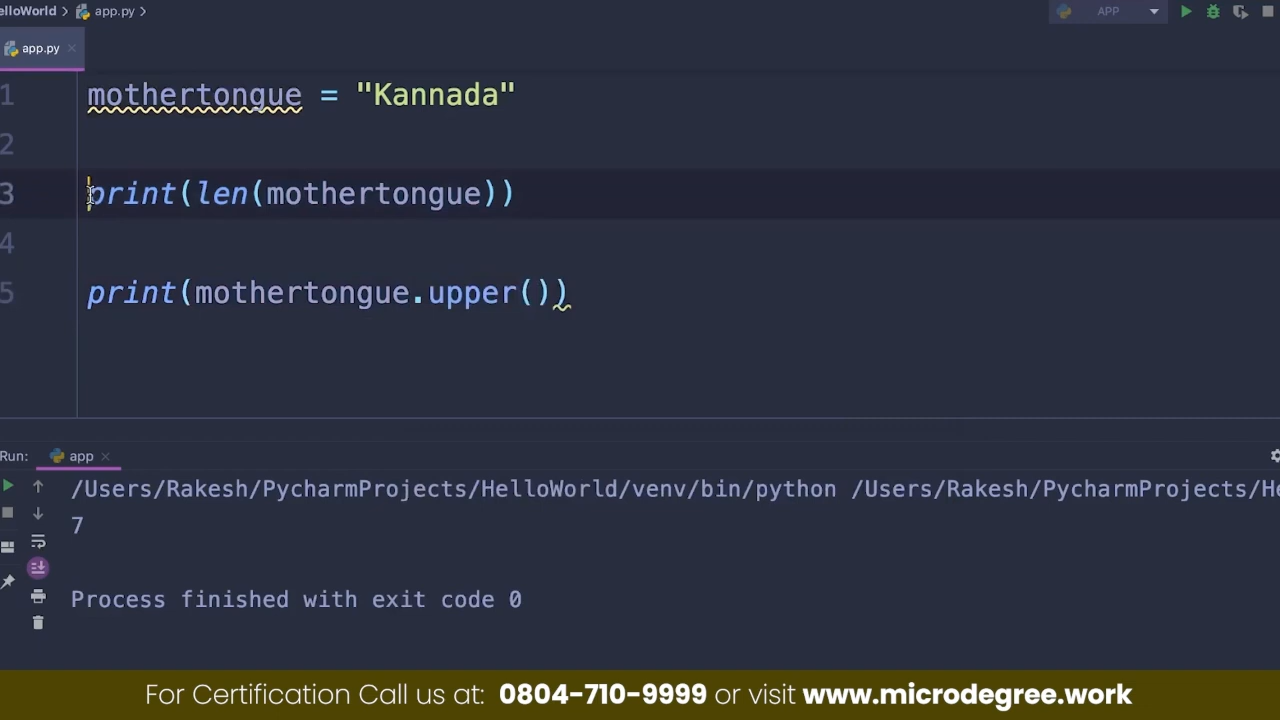 elloWorld app.py
APP
app.py
1 mothertongue = "Kannada"
2
3 print(len(mothertongue))
4
5 print(mothertongue.upper())
Run: app
/Users/Rakesh/PycharmProjects/HelloWorld/venv/bin/python /Users/Rakesh/PycharmProjects/He
7
Process finished with exit code 0
For Certification Call us at: 0804-710-9999 or visit www.microdegree.work